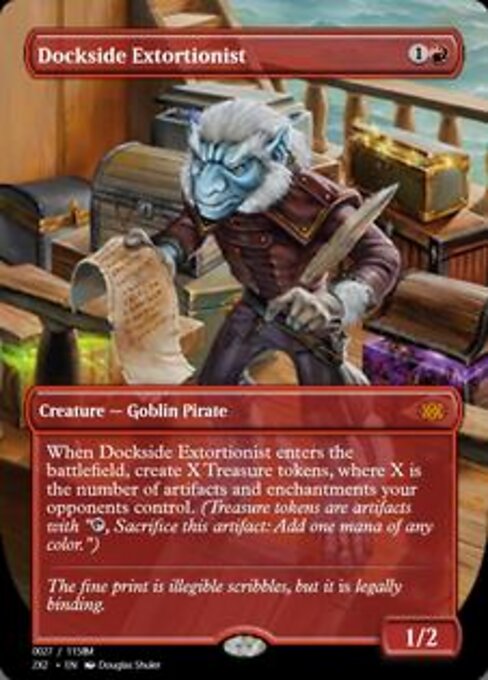 Dockside Extortionist 1
Creature — Goblin Pirate
When Dockside Extortionist enters the
battlefield, create X Treasure tokens, where X is
the number of artifacts and enchantments your
opponents control. (Treasure tokens are artifacts
with "
, Sacrifice this artifact: Add one mana of any
color.")
The fine print is illegible scribbles, but it is legally
binding.
1/2
0027 / 1158M
2X2 • EN Douglas Shuler